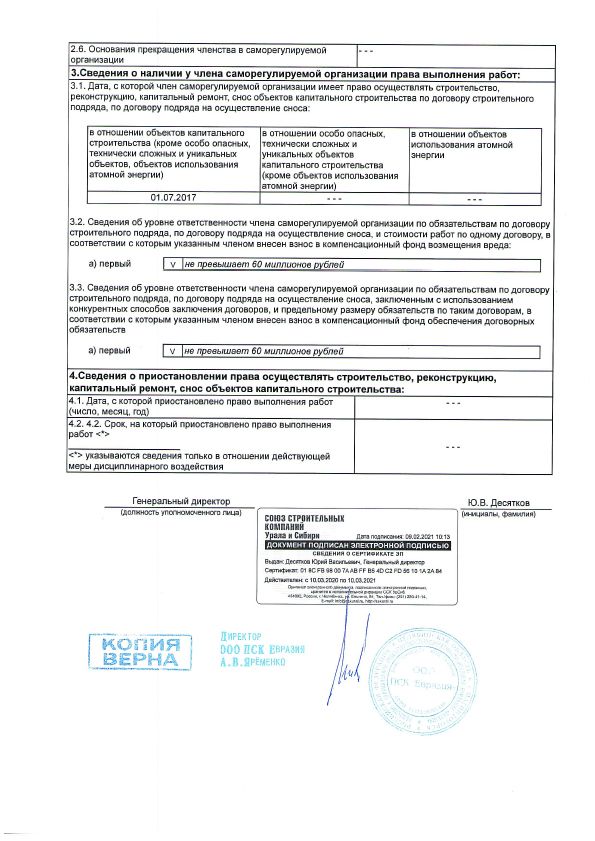 2.6. Основания прекращения членства в саморегулируемой
организации
- - -
3.Сведения о наличии у члена саморегулируемой организации права выполнения работ:
3.1. Дата, с которой член саморегулируемой организации имеет право осуществлять строительство,
реконструкцию, капитальный ремонт, снос объектов капитального строительства по договору строительного
подряда, по договору подряда на осуществление сноса:
в отношении объектов капитального
строительства (кроме особо опасных,
технически сложных и уникальных
объектов, объектов использования
атомной энергии)
в отношении особо опасных,
технически сложных и
уникальных объектов
капитального строительства
(кроме объектов использования
атомной энергии)
в отношении объектов
использования атомной
энергии
01.07.2017
- - -
- - -
3.2. Сведения об уровне ответственности члена саморегулируемой организации по обязательствам по договору
строительного подряда, по договору подряда на осуществление сноса, и стоимости работ по одному договору, в
соответствии с которым указанным членом внесен взнос в компенсационный фонд возмещения вреда:
а) первый
v
не превышает 60 миллионов рублей
3.3. Сведения об уровне ответственности члена саморегулируемой организации по обязательствам по договору
строительного подряда, по договору подряда на осуществление сноса, заключенным с использованием
конкурентных способов заключения договоров, и предельному размеру обязательств по таким договорам, в
соответствии с которым указанным членом внесен взнос в компенсационный фонд обеспечения договорных
обязательств
а) первый
v
не превышает 60 миллионов рублей
4.Сведения о приостановлении права осуществлять строительство, реконструкцию,
капитальный ремонт, снос объектов капитального строительства:
4.1. Дата, с которой приостановлено право выполнения работ
(число, месяц, год)
- - -
4.2. 4.2. Срок, на который приостановлено право выполнения
работ <*>
<*> указываются сведения только в отношении действующей
меры дисциплинарного воздействия
- - -
Генеральный директор
(должность уполномоченного лица)
Ю.В. Десятков
(инициалы, фамилия)
СОЮЗ СТРОИТЕЛЬНЫХ
КОМПАНИЙ
Урала и Сибири
Дата подписания: 09.02.2021 10:13
ДОКУМЕНТ ПОДПИСАН ЭЛЕКТРОННОЙ ПОДПИСЬЮ
СВЕДЕНИЯ О СЕРТИФИКАТЕ ЭП
Выдан: Десятков Юрий Васильевич, Генеральный директор
Сертификат: 01 8C FB 98 00 7A AB FF B5 4D C2 FD 56 10 1A 2A 84
Действителен: с 10.03.2020 по 10.03.2021
КОПИЯ
ВЕРНА
Директор
ООО ПСК Евразия
А.В.Яременко
ООО
ПСК Евразия